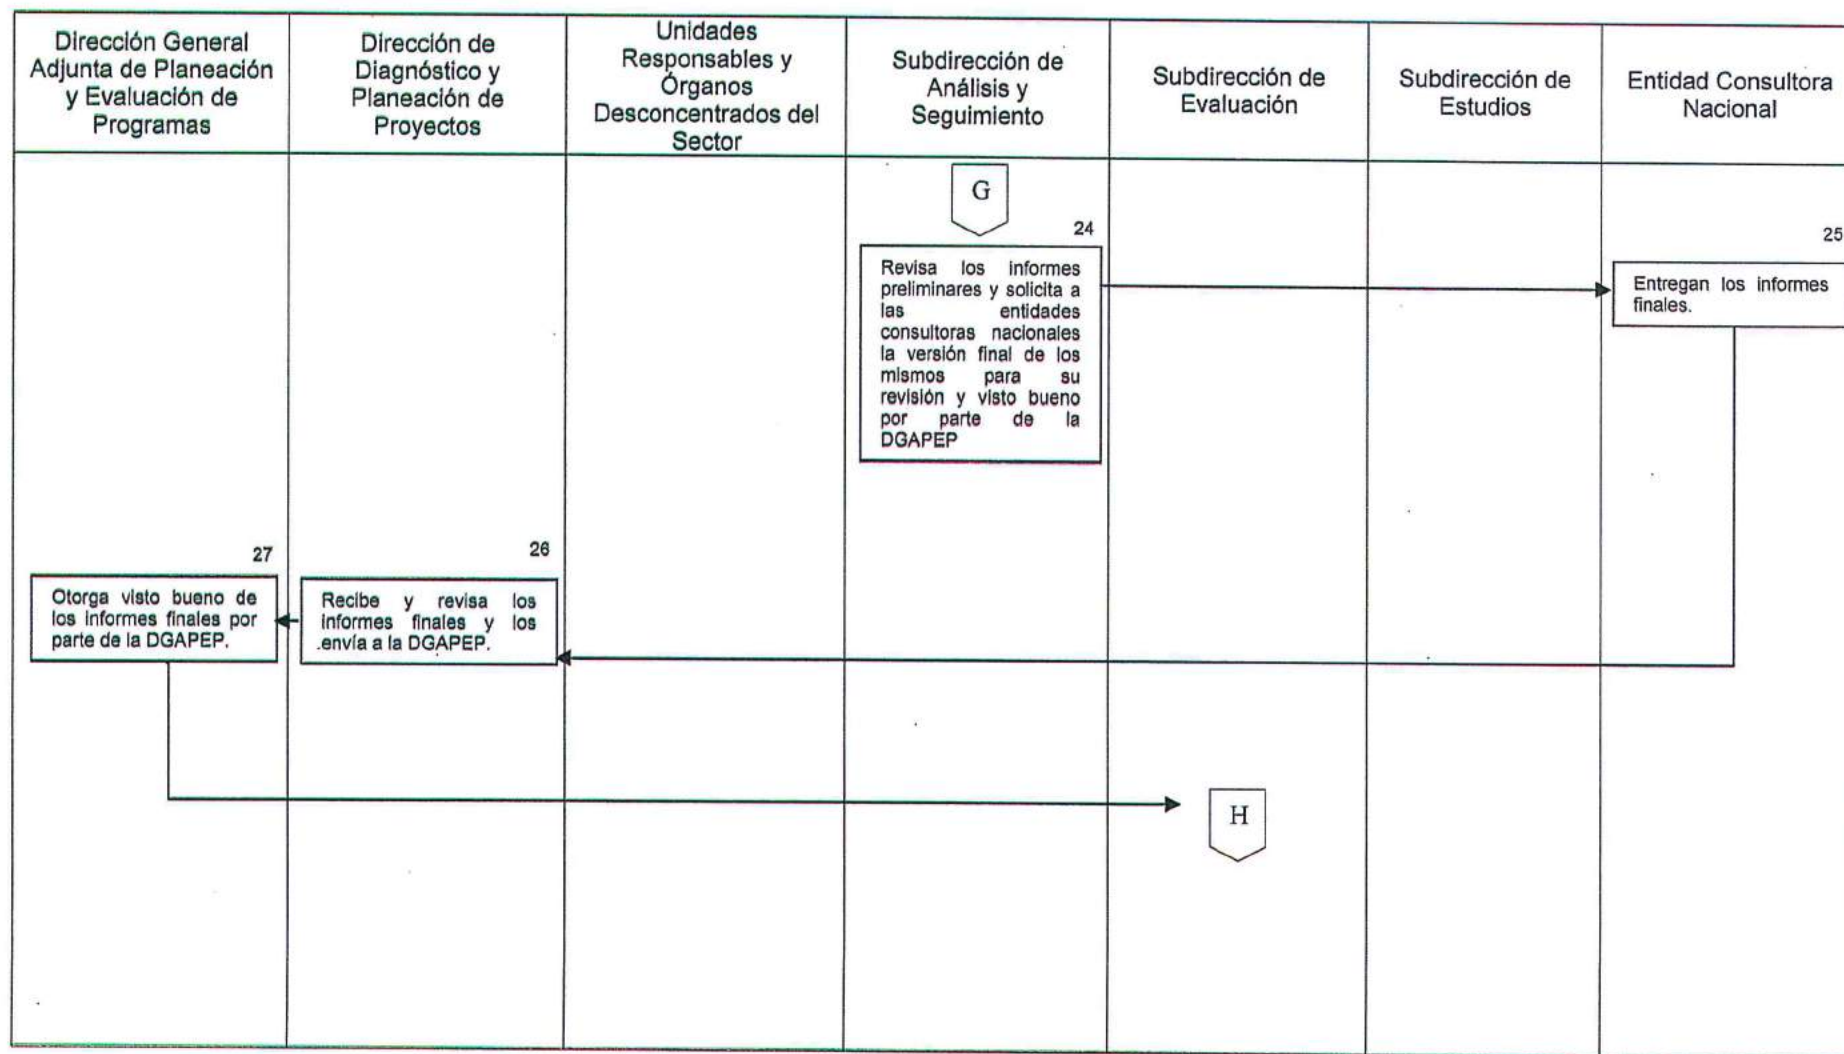 Dirección General
Adjunta de Planeación
y Evaluación de
Programas
Dirección de
Diagnóstico y
Planeación de
Proyectos
Unidades
Responsables y
Órganos
Desconcentrados del
Sector
Subdirección de
Análisis y
Seguimiento
Subdirección de
Evaluación
Subdirección de
Estudios
Entidad Consultora
Nacional
G
24
Revisa los informes
preliminares y solicita a
las entidades
consultoras nacionales
la versión final de los
mismos para su
revisión y visto bueno
por parte de la
DGAPEP
25
Entregan los informes
finales.
27
Otorga visto bueno de
los informes finales por
parte de la DGAPEP.
26
Recibe y revisa los
informes finales y los
envía a la DGAPEP.
H